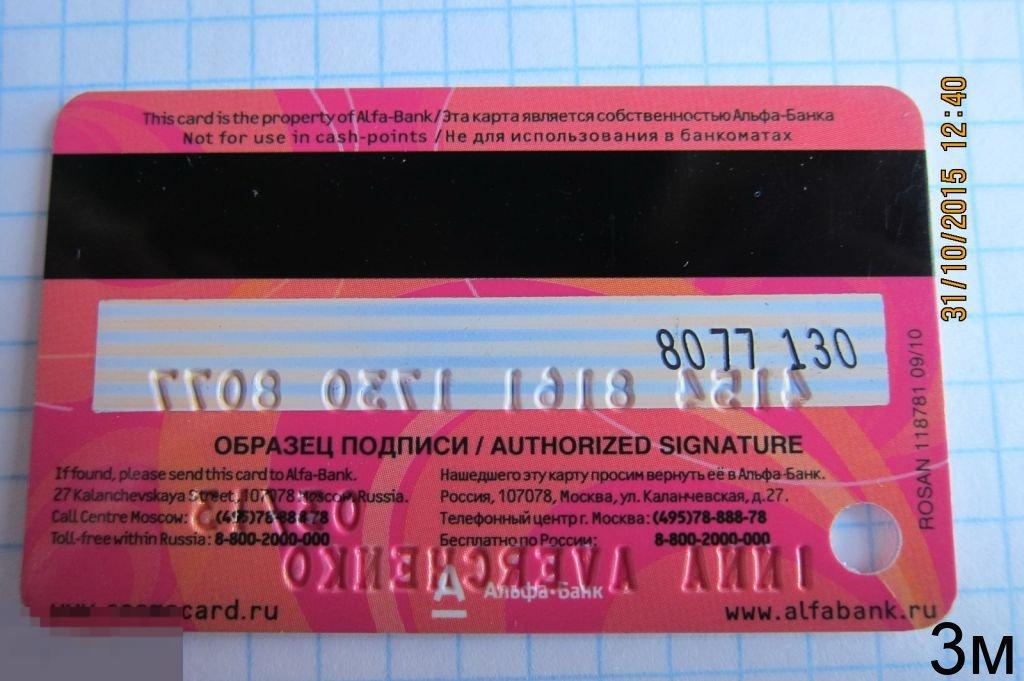 This card is the property of Alfa-Bank/Эта карта является собственностью Альфа-Банка
Not for use in cash-points /Не для использования в банкоматах
8077 130
ОБРАЗЕЦ ПОДПИСИ / AUTHORIZED SIGNATURE
If found, please send this card to Alfa-Bank.
27 Kalanchevskaya Street, 107078 Moscow, Russia.
Call Centre Moscow: (495)78-888-78
Toll-free within Russia: 8-800-2000-000
Нашедшего эту карту просим вернуть её в Альфа-Банк.
Россия, 107078, Москва, ул. Каланчевская, д.27.
Телефонный центр г. Москва: (495)78-888-78
Бесплатно по России: 8-800-2000-000
Альфа·Банк
www.cosmocard.ru
www.alfabank.ru
ROSAN 118781 09/10
31/10/2015 12:40
3м